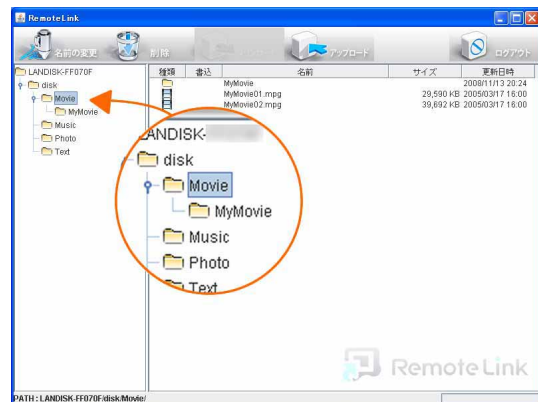 RemoteLink
名前の変更 削除 アップロード ログアウト
LANDISK-FF070F
disk
Movie
MyMovie
Music
Photo
Text
種類 書込 名前 サイズ 更新日時
MyMovie 2008/11/13 20:24
MyMovie01.mpg 29,590 KB 2005/03/17 16:00
MyMovie02.mpg 39,692 KB 2005/03/17 16:00
LANDISK-
disk
Movie
MyMovie
Music
Photo
Text
Remote Link
PATH : LANDISK-FF070F/disk/Movie/